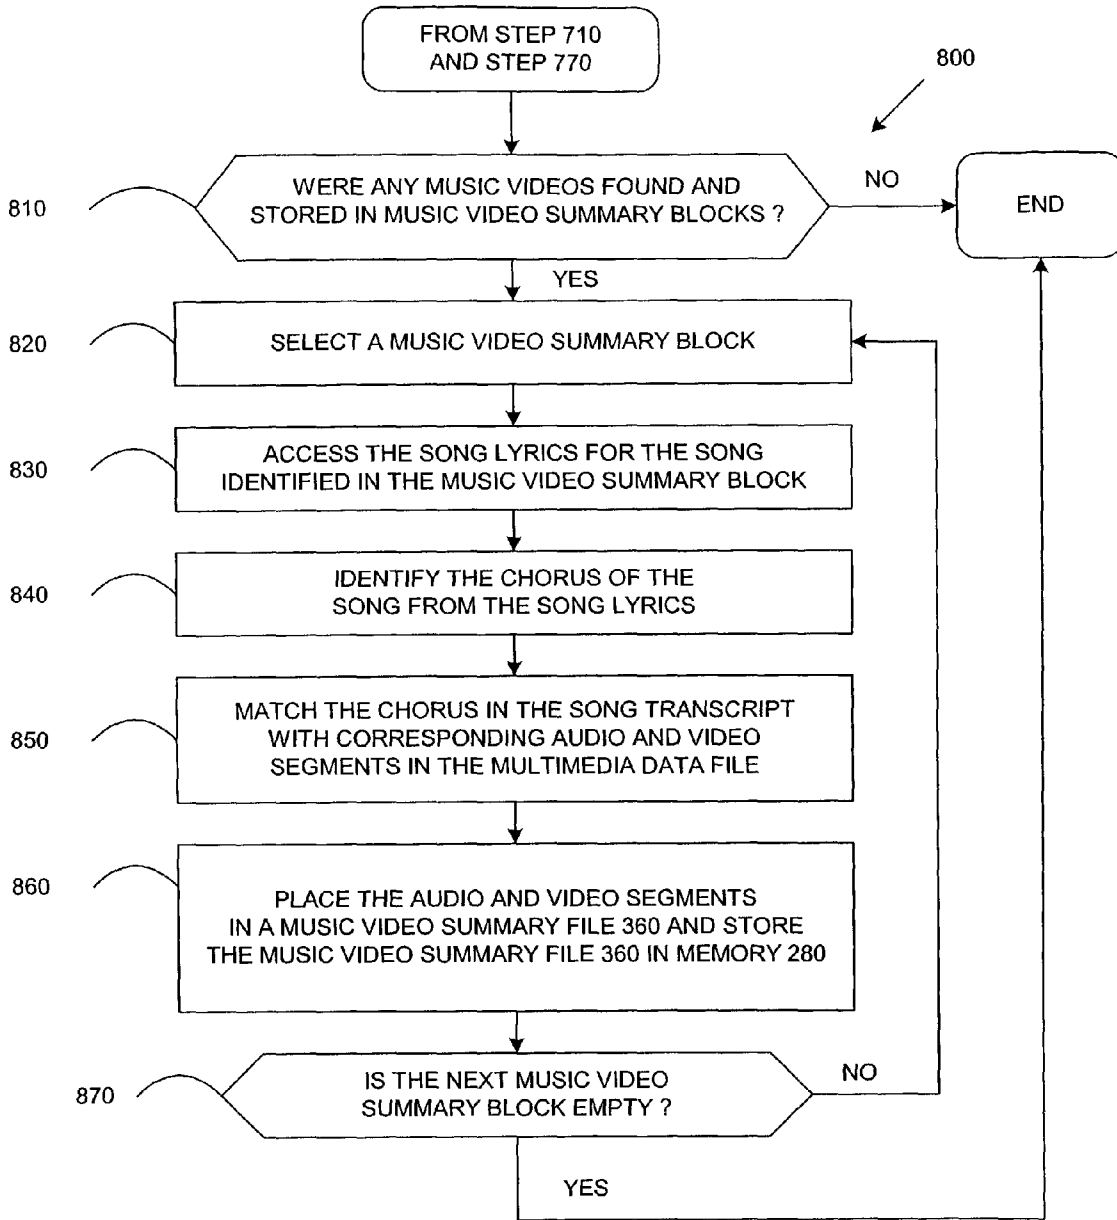 FROM STEP 710
AND STEP 770
800
810
WERE ANY MUSIC VIDEOS FOUND AND
STORED IN MUSIC VIDEO SUMMARY BLOCKS ?
NO
END
YES
820
SELECT A MUSIC VIDEO SUMMARY BLOCK
830
ACCESS THE SONG LYRICS FOR THE SONG
IDENTIFIED IN THE MUSIC VIDEO SUMMARY BLOCK
840
IDENTIFY THE CHORUS OF THE
SONG FROM THE SONG LYRICS
850
MATCH THE CHORUS IN THE SONG TRANSCRIPT
WITH CORRESPONDING AUDIO AND VIDEO
SEGMENTS IN THE MULTIMEDIA DATA FILE
860
PLACE THE AUDIO AND VIDEO SEGMENTS
IN A MUSIC VIDEO SUMMARY FILE 360 AND STORE
THE MUSIC VIDEO SUMMARY FILE 360 IN MEMORY 280
870
IS THE NEXT MUSIC VIDEO
SUMMARY BLOCK EMPTY ?
NO
YES